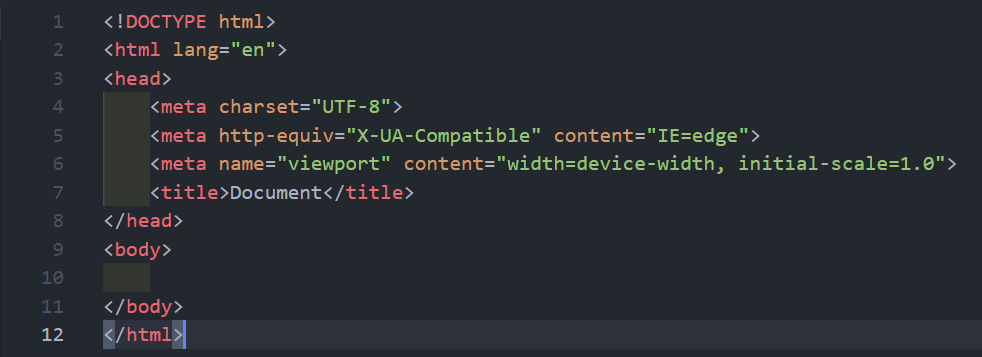 1 <!DOCTYPE html>
2 <html lang="en">
3 <head>
4     <meta charset="UTF-8">
5     <meta http-equiv="X-UA-Compatible" content="IE=edge">
6     <meta name="viewport" content="width=device-width, initial-scale=1.0">
7     <title>Document</title>
8 </head>
9 <body>
10
11 </body>
12 </html>